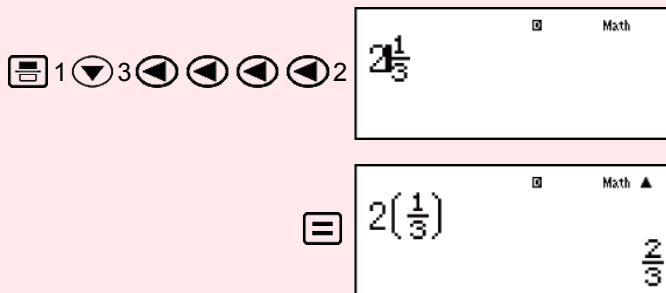 D Math
1 3 2 2 1/3
D Math ▲
= 2(1/3)
2/3